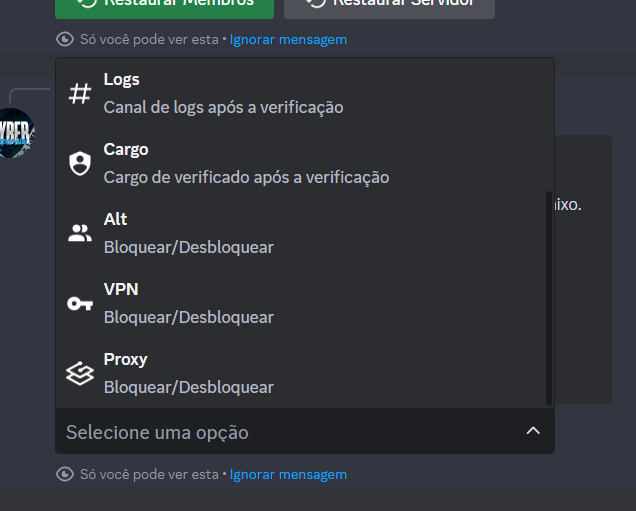 Restaurar Membros
Restaurar Servidor
Só você pode ver esta • Ignorar mensagem
Logs
Canal de logs após a verificação
Cargo
Cargo de verificado após a verificação
Alt
Bloquear/Desbloquear
VPN
Bloquear/Desbloquear
Proxy
Bloquear/Desbloquear
Selecione uma opção
Só você pode ver esta • Ignorar mensagem